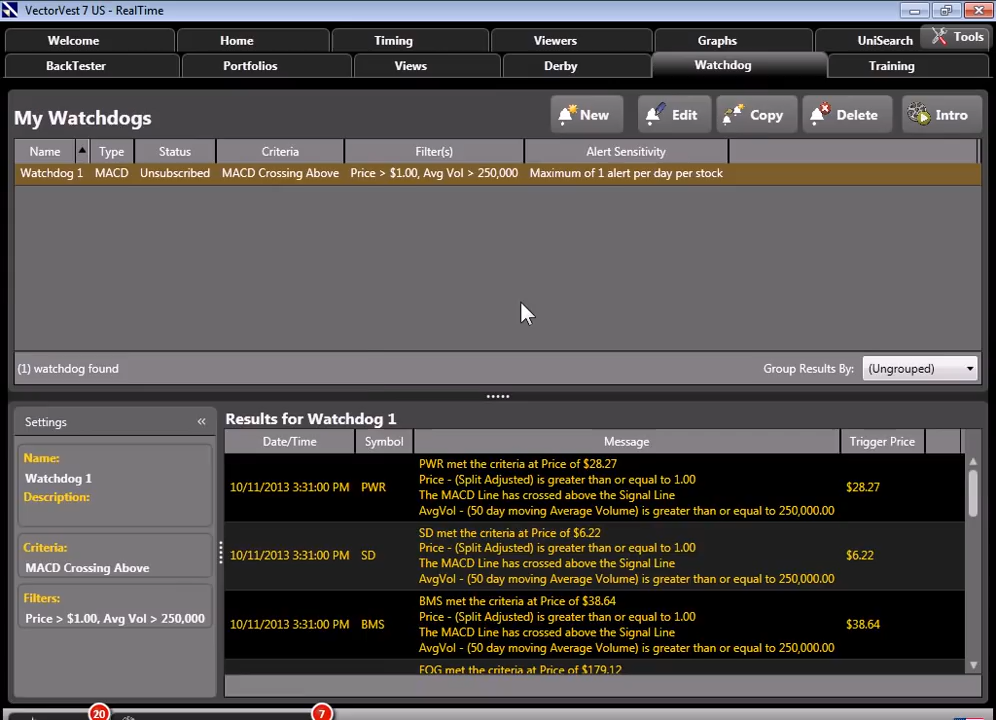 VectorVest 7 US - RealTime
Welcome Home Timing Viewers Graphs UniSearch Tools
BackTester Portfolios Views Derby Watchdog Training
My Watchdogs New Edit Copy Delete Intro
Name Type Status Criteria Filter(s) Alert Sensitivity
Watchdog 1 MACD Unsubscribed MACD Crossing Above Price > $1.00, Avg Vol > 250,000 Maximum of 1 alert per day per stock
(1) watchdog found Group Results By: (Ungrouped)
Settings «
Name:
Watchdog 1
Description:
Criteria:
MACD Crossing Above
Filters:
Price > $1.00, Avg Vol > 250,000
Results for Watchdog 1
Date/Time Symbol Message Trigger Price
PWR met the criteria at Price of $28.27
Price - (Split Adjusted) is greater than or equal to 1.00
10/11/2013 3:31:00 PM PWR $28.27
The MACD Line has crossed above the Signal Line
AvgVol - (50 day moving Average Volume) is greater than or equal to 250,000.00
SD met the criteria at Price of $6.22
Price - (Split Adjusted) is greater than or equal to 1.00
10/11/2013 3:31:00 PM SD $6.22
The MACD Line has crossed above the Signal Line
AvgVol - (50 day moving Average Volume) is greater than or equal to 250,000.00
BMS met the criteria at Price of $38.64
Price - (Split Adjusted) is greater than or equal to 1.00
10/11/2013 3:31:00 PM BMS $38.64
The MACD Line has crossed above the Signal Line
AvgVol - (50 day moving Average Volume) is greater than or equal to 250,000.00
EOG met the criteria at Price of $179.12
20 7